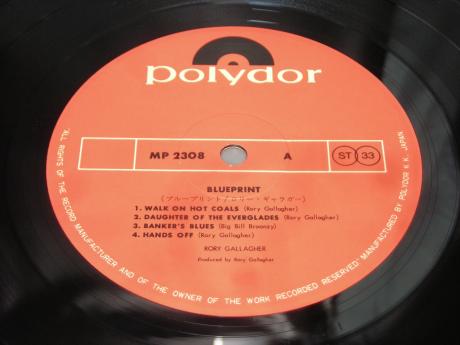 polydor
MP 2308
A
ST 33
BLUEPRINT
(ブループリント/ロリー・ギャラガー)
1. WALK ON HOT COALS (Rory Gallagher)
2. DAUGHTER OF THE EVERGLADES (Rory Gallagher)
3. BANKER'S BLUES (Big Bill Broonzy)
4. HANDS OFF (Rory Gallagher)
RORY GALLAGHER
Produced by Rory Gallagher
"ALL RIGHTS OF THE RECORD MANUFACTURER AND OF THE OWNER OF THE WORK RECORDED RESERVED" MANUFACTURED BY POLYDOR K.K. JAPAN